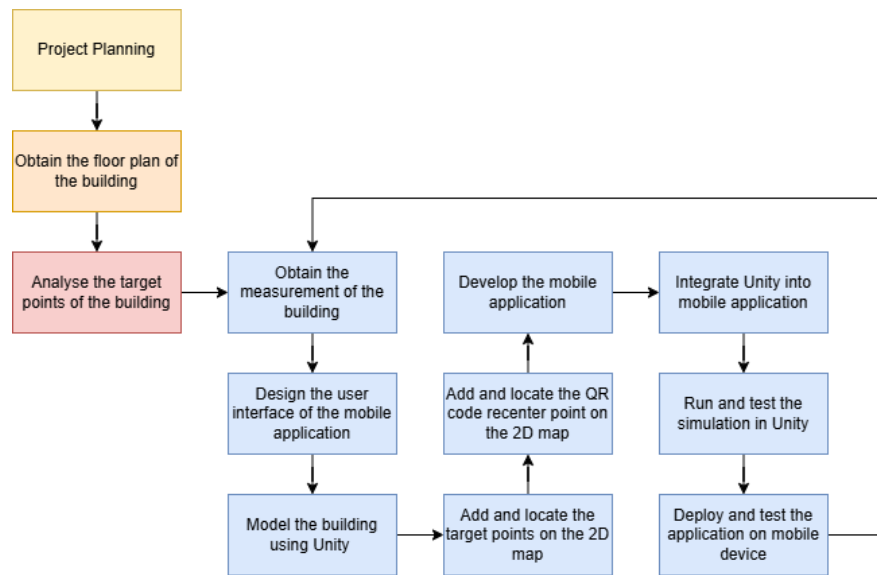 Project Planning
Obtain the floor plan of
the building
Analyse the target
points of the building
Obtain the
measurement of the
building
Design the user
interface of the mobile
application
Model the building
using Unity
Add and locate the
target points on the 2D
map
Add and locate the QR
code recenter point on
the 2D map
Develop the mobile
application
Integrate Unity into
mobile application
Run and test the
simulation in Unity
Deploy and test the
application on mobile
device